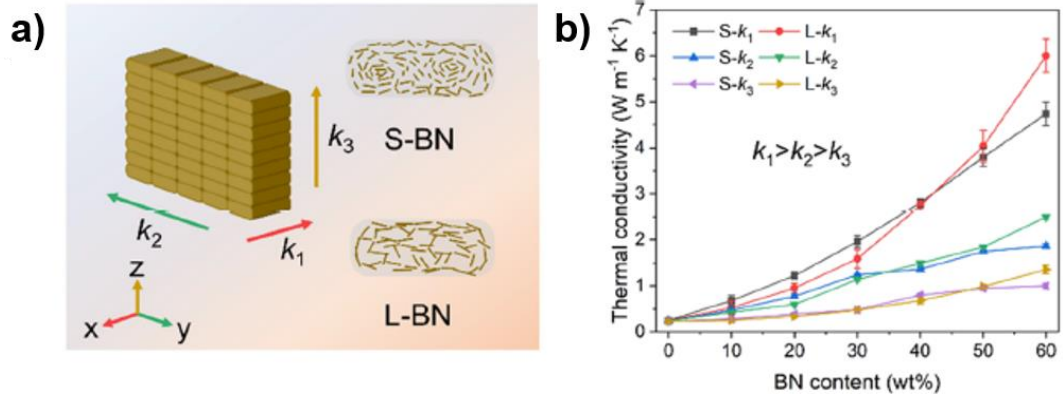 a)
S-BN
L-BN
k3
k2
k1
z
x
y
b)
Thermal conductivity (W m⁻¹ K⁻¹)
7
6
5
4
3
2
1
0
S-k1 L-k1
S-k2 L-k2
S-k3 L-k3
k1>k2>k3
0 10 20 30 40 50 60
BN content (wt%)